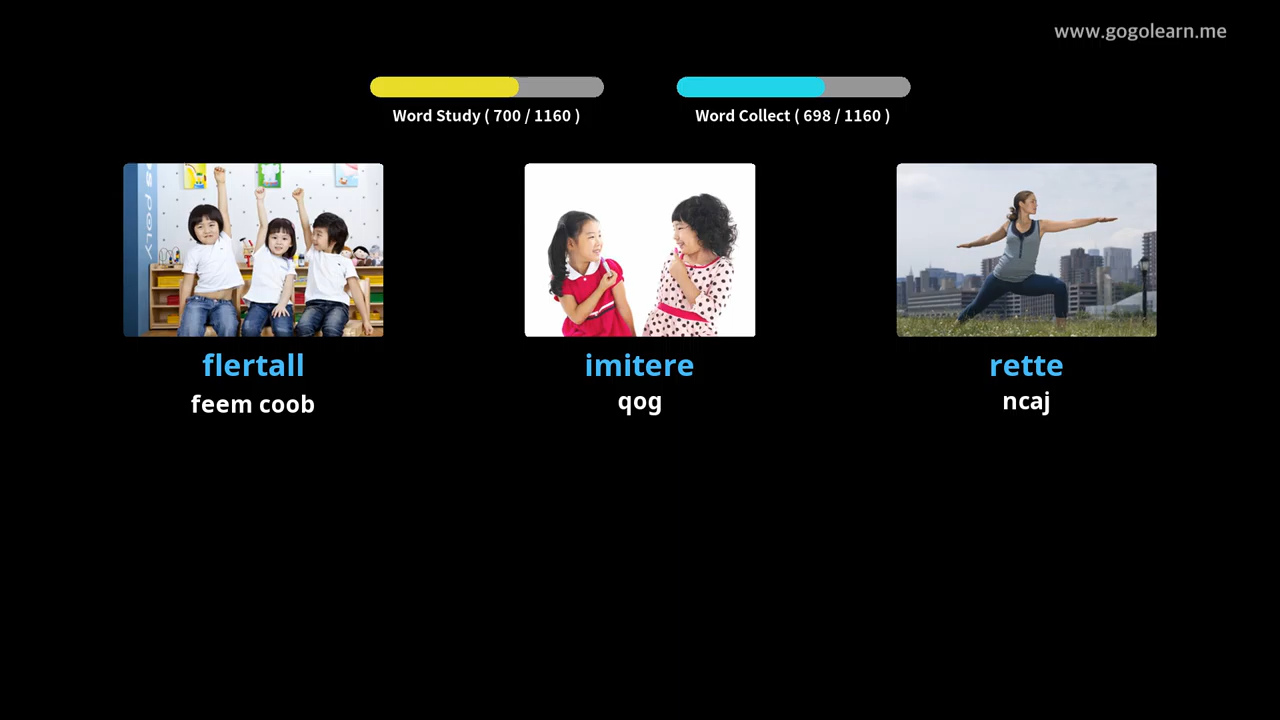 www.gogolearn.me
Word Study ( 700 / 1160 )
Word Collect ( 698 / 1160 )
flertall
feem coob
imitere
qog
rette
ncaj